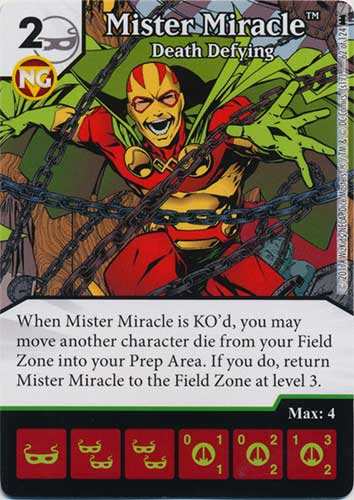 2
Mister Miracle™
Death Defying
NG
When Mister Miracle is KO'd, you may
move another character die from your Field
Zone into your Prep Area. If you do, return
Mister Miracle to the Field Zone at level 3.
Max: 4
0 1 1
0 2 2
1 3 2